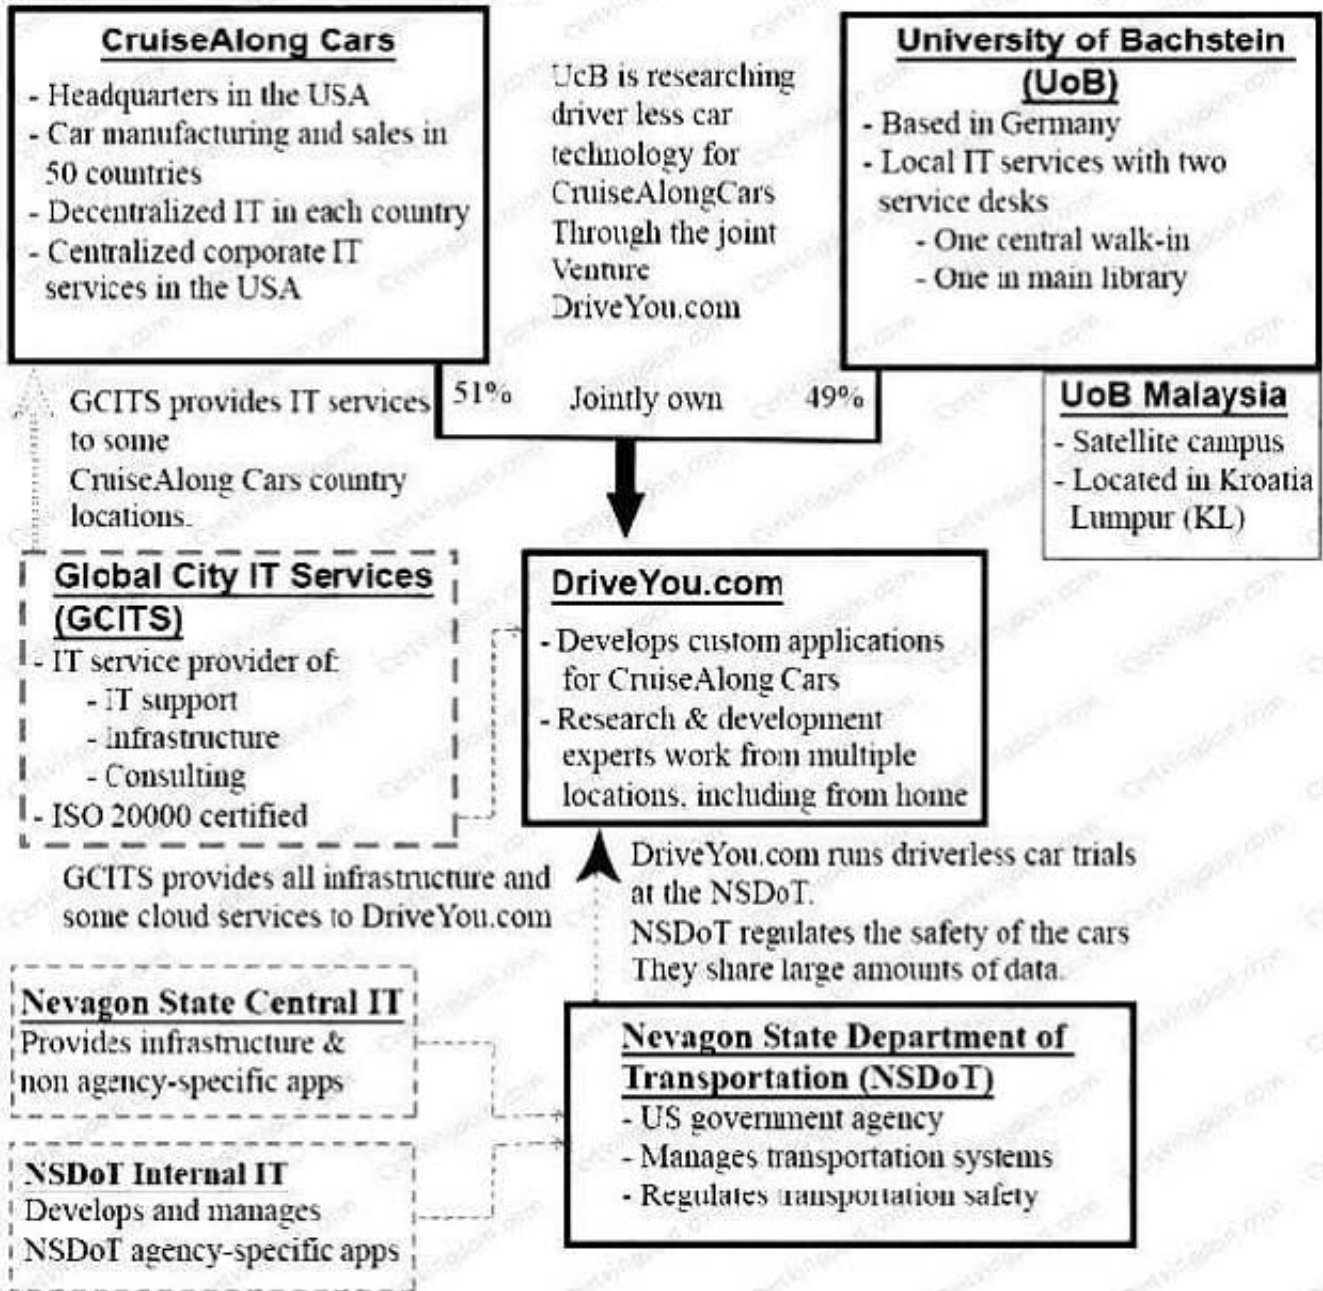 CruiseAlong Cars
- Headquarters in the USA
- Car manufacturing and sales in
50 countries
- Decentralized IT in each country
- Centralized corporate IT
services in the USA
UcB is researching
driver less car
technology for
CruiseAlongCars
Through the joint
Venture
DriveYou.com
University of Bachstein
(UoB)
- Based in Germany
- Local IT services with two
service desks
- One central walk-in
- One in main library
51% Jointly own 49%
UoB Malaysia
- Satellite campus
- Located in Kroatia
Lumpur (KL)
GCITS provides IT services
to some
CruiseAlong Cars country
locations.
Global City IT Services
(GCITS)
- IT service provider of:
- IT support
- Infrastructure
- Consulting
- ISO 20000 certified
DriveYou.com
- Develops custom applications
for CruiseAlong Cars
- Research & development
experts work from multiple
locations, including from home
GCITS provides all infrastructure and
some cloud services to DriveYou.com
DriveYou.com runs driverless car trials
at the NSDoT.
NSDoT regulates the safety of the cars
They share large amounts of data.
Nevagon State Central IT
Provides infrastructure &
non agency-specific apps
NSDoT Internal IT
Develops and manages
NSDoT agency-specific apps
Nevagon State Department of
Transportation (NSDoT)
- US government agency
- Manages transportation systems
- Regulates transportation safety